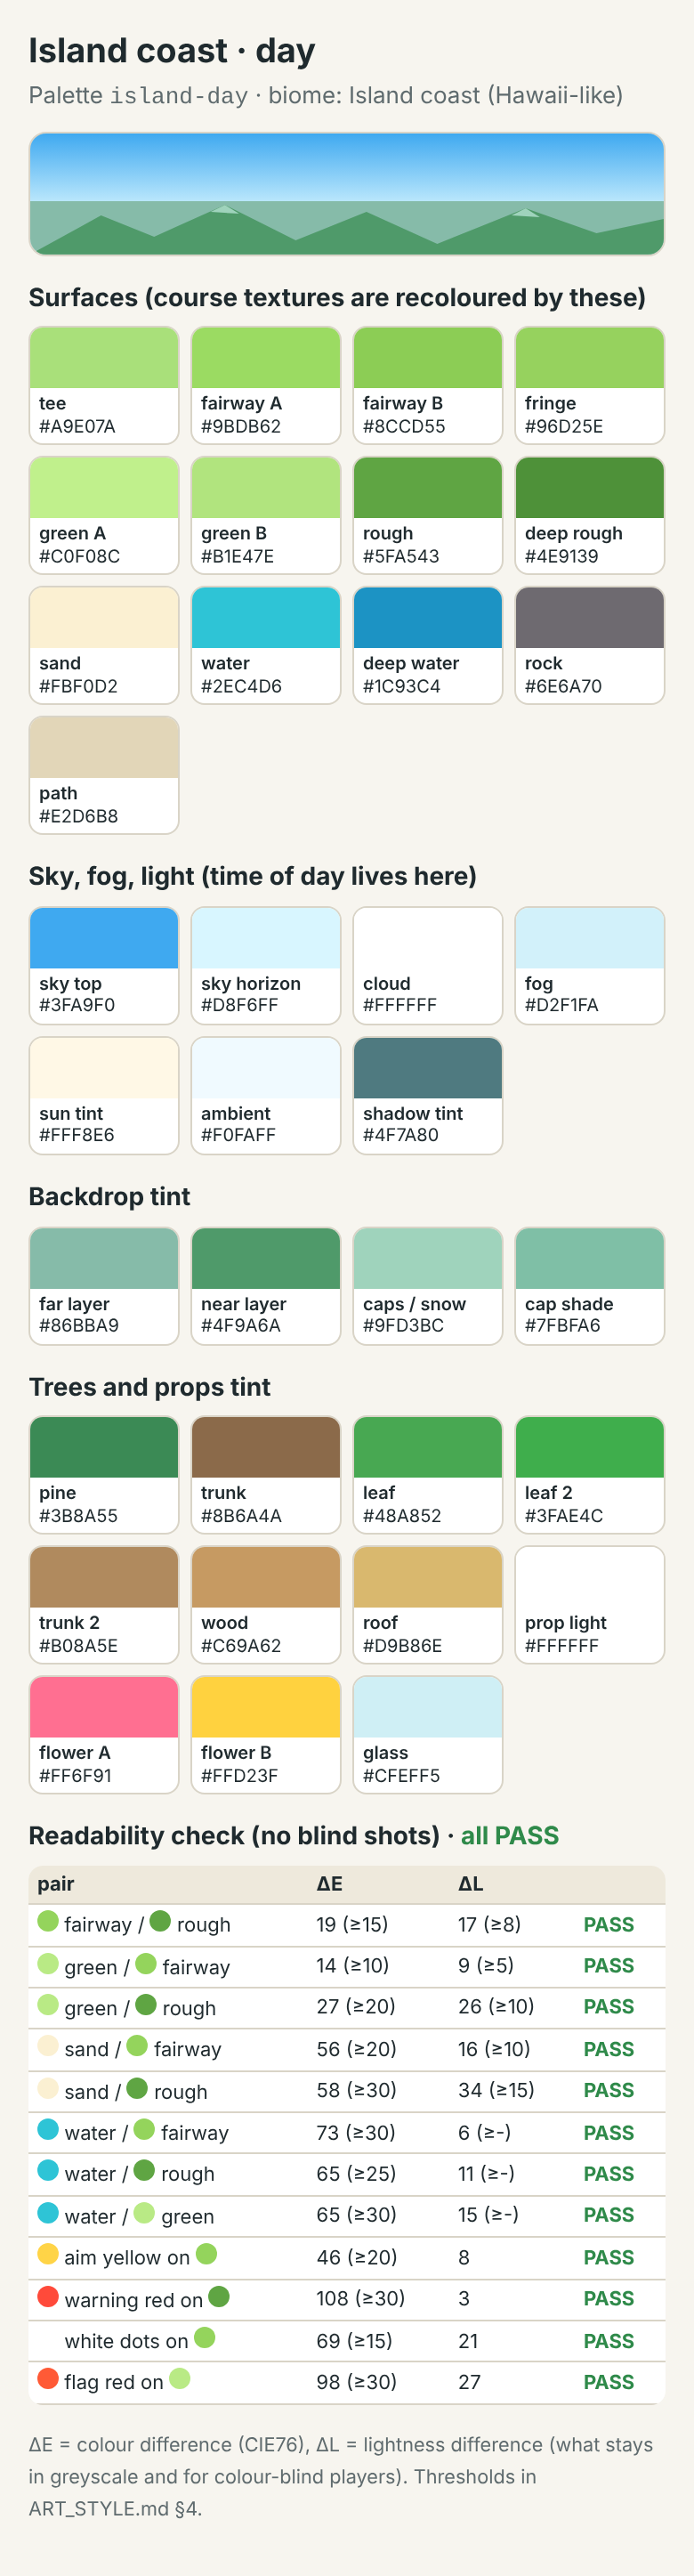 Island coast · day
Palette island-day · biome: Island coast (Hawaii-like)
Surfaces (course textures are recoloured by these)
tee
#A9E07A
fairway A
#9BDB62
fairway B
#8CCD55
fringe
#96D25E
green A
#C0F08C
green B
#B1E47E
rough
#5FA543
deep rough
#4E9139
sand
#FBF0D2
water
#2EC4D6
deep water
#1C93C4
rock
#6E6A70
path
#E2D6B8
Sky, fog, light (time of day lives here)
sky top
#3FA9F0
sky horizon
#D8F6FF
cloud
#FFFFFF
fog
#D2F1FA
sun tint
#FFF8E6
ambient
#F0FAFF
shadow tint
#4F7A80
Backdrop tint
far layer
#86BBA9
near layer
#4F9A6A
caps / snow
#9FD3BC
cap shade
#7FBFA6
Trees and props tint
pine
#3B8A55
trunk
#8B6A4A
leaf
#48A852
leaf 2
#3FAE4C
trunk 2
#B08A5E
wood
#C69A62
roof
#D9B86E
prop light
#FFFFFF
flower A
#FF6F91
flower B
#FFD23F
glass
#CFEFF5
Readability check (no blind shots) · all PASS
pair ΔE ΔL
fairway / rough 19 (≥15) 17 (≥8) PASS
green / fairway 14 (≥10) 9 (≥5) PASS
green / rough 27 (≥20) 26 (≥10) PASS
sand / fairway 56 (≥20) 16 (≥10) PASS
sand / rough 58 (≥30) 34 (≥15) PASS
water / fairway 73 (≥30) 6 (≥-) PASS
water / rough 65 (≥25) 11 (≥-) PASS
water / green 65 (≥30) 15 (≥-) PASS
aim yellow on 46 (≥20) 8 PASS
warning red on 108 (≥30) 3 PASS
white dots on 69 (≥15) 21 PASS
flag red on 98 (≥30) 27 PASS
ΔE = colour difference (CIE76), ΔL = lightness difference (what stays
in greyscale and for colour-blind players). Thresholds in
ART_STYLE.md §4.